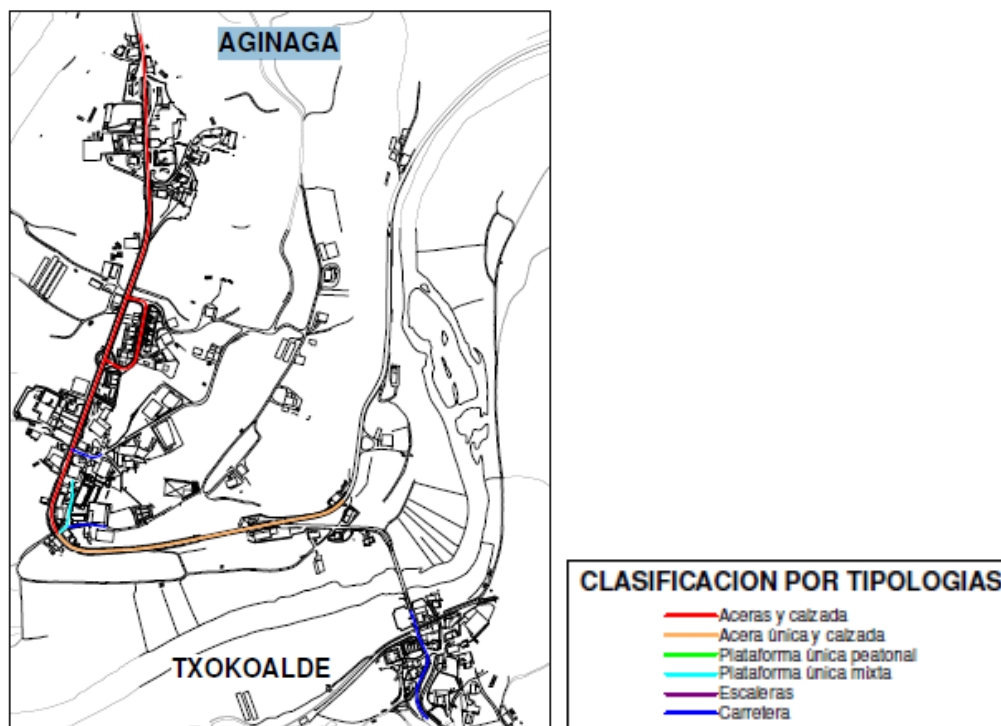 AGINAGA
TXOKOALDE
CLASIFICACION POR TIPOLOGIAS
Aceras y calzada
Acera única y calzada
Plataforma única peatonal
Plataforma única mixta
Escaleras
Carretera